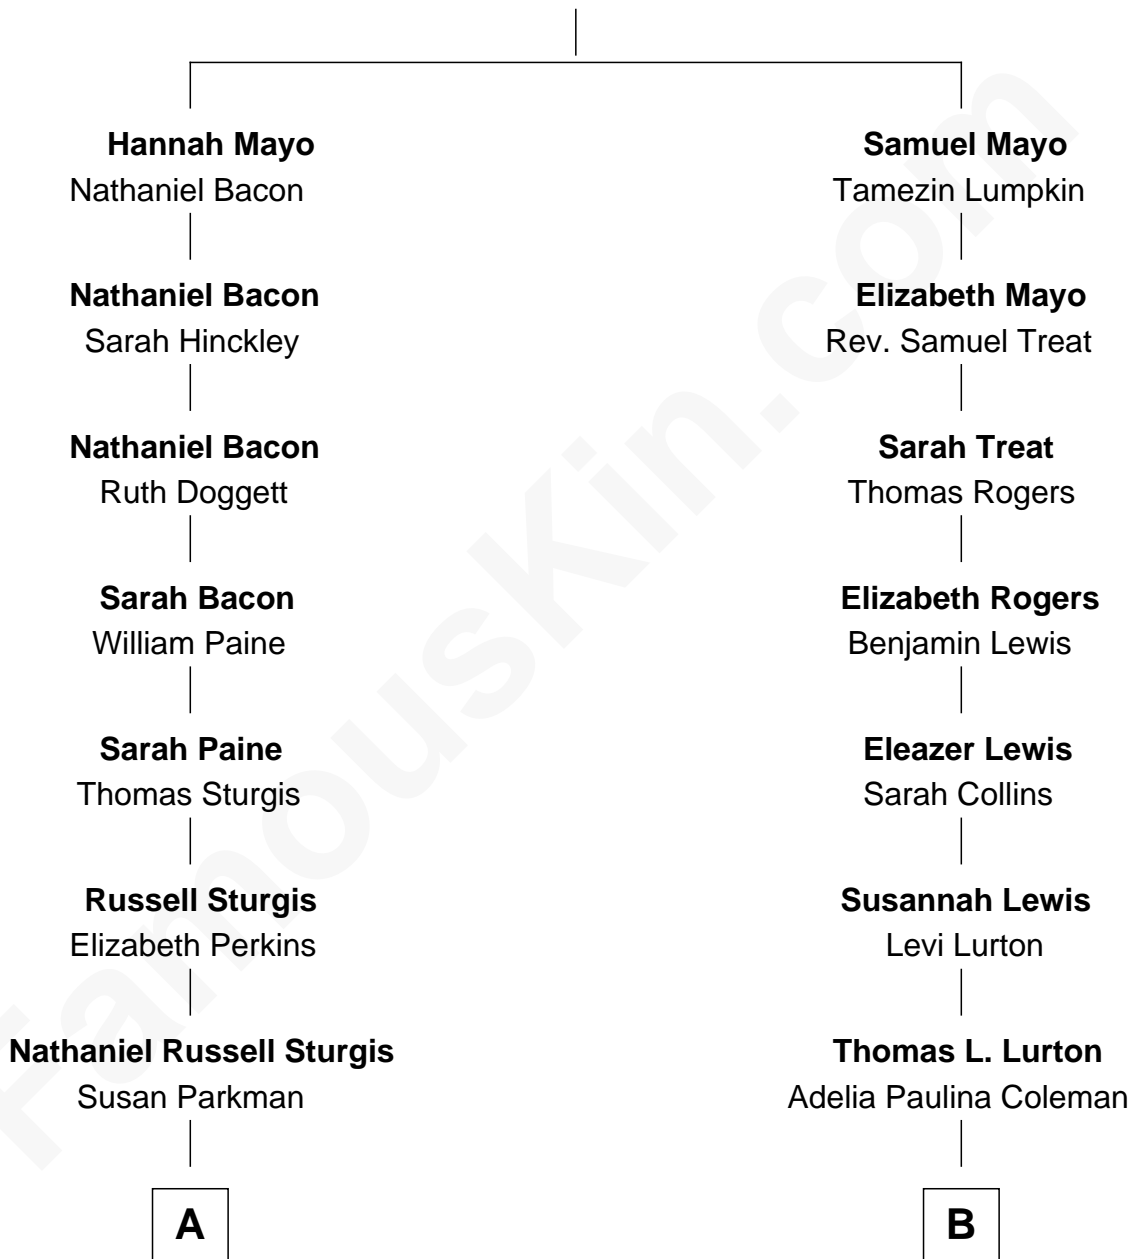 Hannah Mayo
Nathaniel Bacon
Nathaniel Bacon
Sarah Hinckley
Nathaniel Bacon
Ruth Doggett
Sarah Bacon
William Paine
Sarah Paine
Thomas Sturgis
Russell Sturgis
Elizabeth Perkins
Nathaniel Russell Sturgis
Susan Parkman
A
Samuel Mayo
Tamezin Lumpkin
Elizabeth Mayo
Rev. Samuel Treat
Sarah Treat
Thomas Rogers
Elizabeth Rogers
Benjamin Lewis
Eleazer Lewis
Sarah Collins
Susannah Lewis
Levi Lurton
Thomas L. Lurton
Adelia Paulina Coleman
B
FamousKin.com